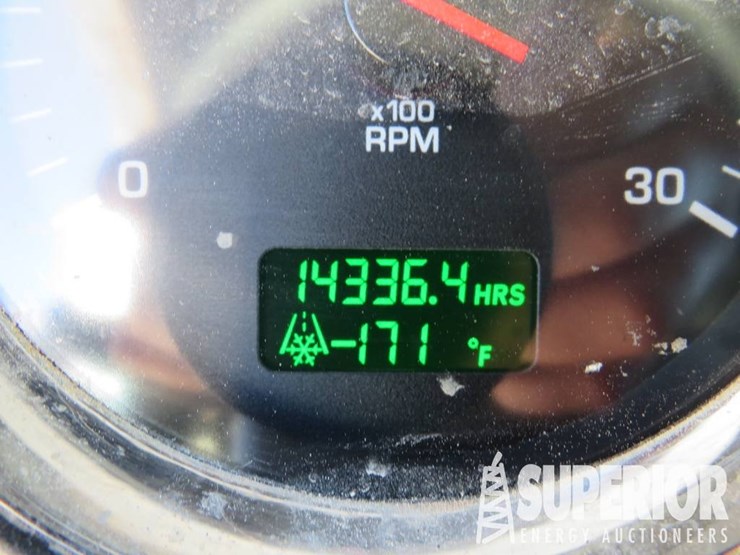 x100
RPM
0
30
14336.4 HRS
-171 °F
SUPERIOR
ENERGY AUCTIONEERS